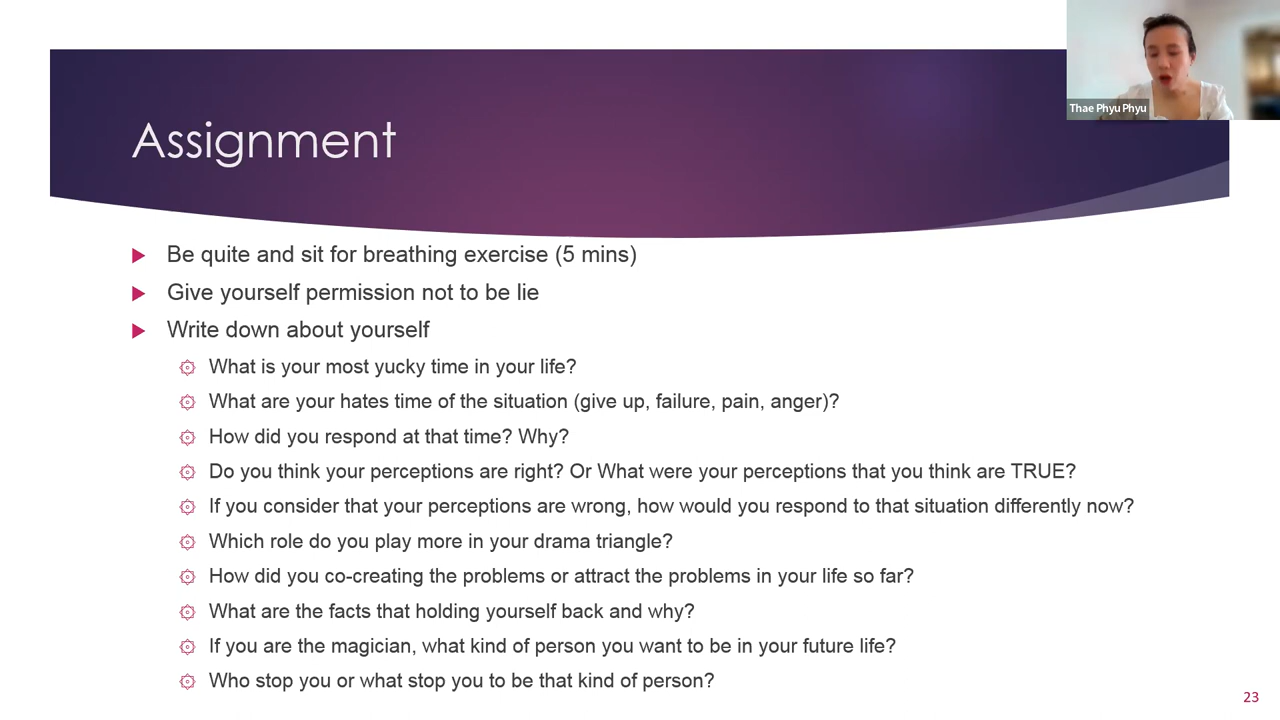 Thae Phyu Phyu
Assignment
Be quite and sit for breathing exercise (5 mins)
Give yourself permission not to be lie
Write down about yourself
What is your most yucky time in your life?
What are your hates time of the situation (give up, failure, pain, anger)?
How did you respond at that time? Why?
Do you think your perceptions are right? Or What were your perceptions that you think are TRUE?
If you consider that your perceptions are wrong, how would you respond to that situation differently now?
Which role do you play more in your drama triangle?
How did you co-creating the problems or attract the problems in your life so far?
What are the facts that holding yourself back and why?
If you are the magician, what kind of person you want to be in your future life?
Who stop you or what stop you to be that kind of person?
23